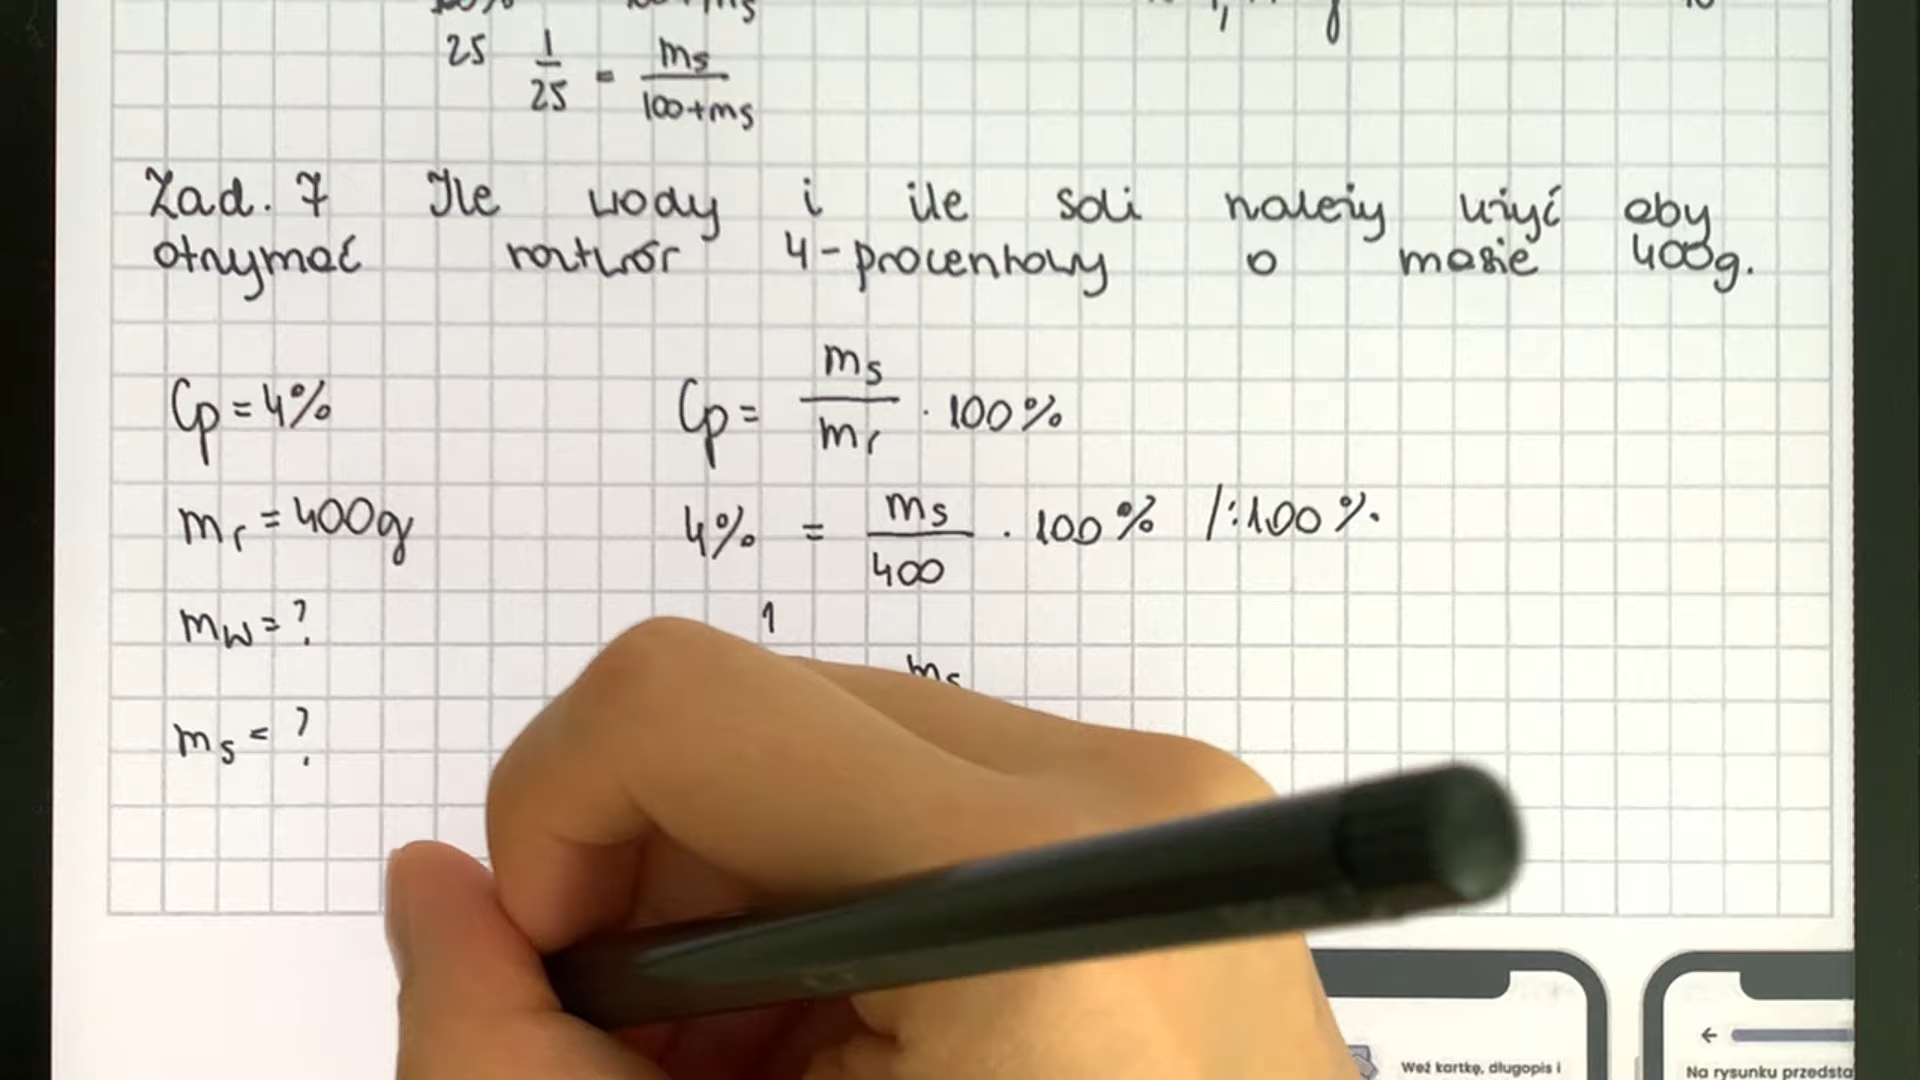 25 1/25 = ms/100+ms
Zad. 7 Ile wody i ile soli należy użyć aby
otrzymać roztwór 4-procentowy o masie 400g.
Cp = 4%
Cp = ms/mr · 100%
mr = 400g
4% = ms/400 · 100% /:100%
mw = ?
1
ms
ms = ?
Weź kartkę, długopis i
Na rysunku przedsta